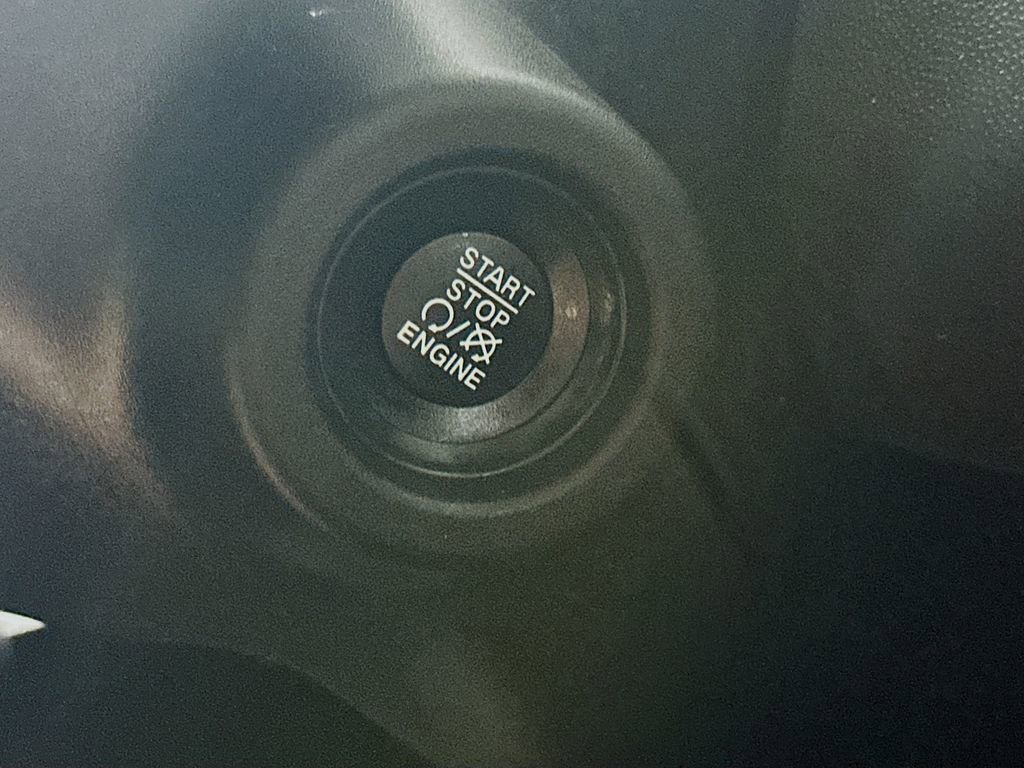 START
STOP
/
ENGINE